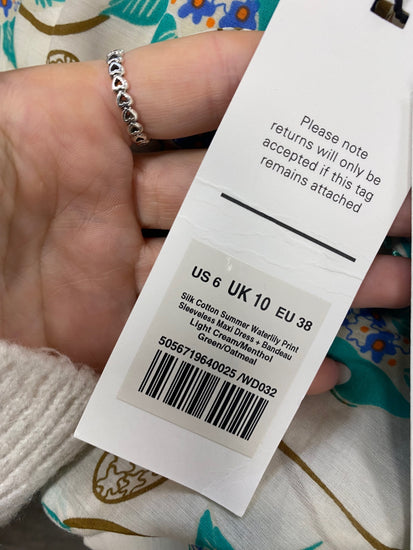 Please note
returns will only be
accepted if this tag
remains attached
US 6 UK 10 EU 38
Silk Cotton Summer Waterlily Print
Sleeveless Maxi Dress + Bandeau
Light Cream/Menthol
Green/Oatmeal
5056719640025 /WD032